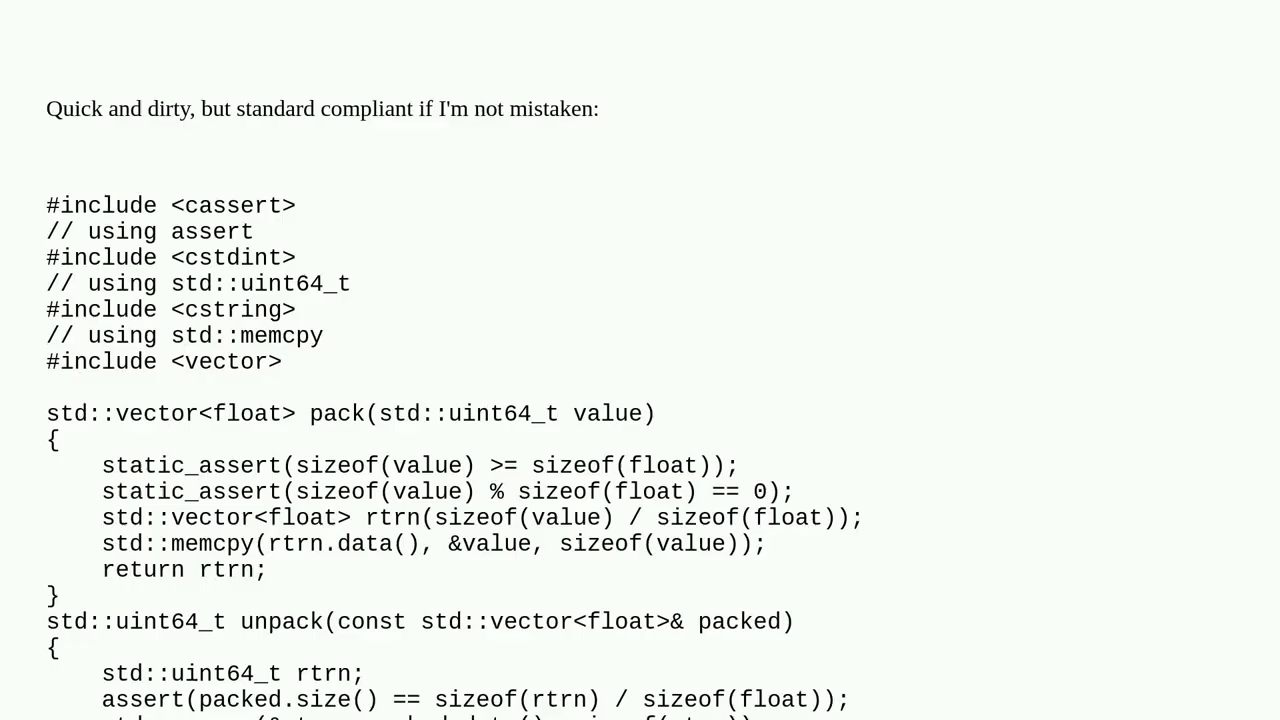 Quick and dirty, but standard compliant if I'm not mistaken:
#include <cassert>
// using assert
#include <cstdint>
// using std::uint64_t
#include <cstring>
// using std::memcpy
#include <vector>
std::vector<float> pack(std::uint64_t value)
{
    static_assert(sizeof(value) >= sizeof(float));
    static_assert(sizeof(value) % sizeof(float) == 0);
    std::vector<float> rtrn(sizeof(value) / sizeof(float));
    std::memcpy(rtrn.data(), &value, sizeof(value));
    return rtrn;
}
std::uint64_t unpack(const std::vector<float>& packed)
{
    std::uint64_t rtrn;
    assert(packed.size() == sizeof(rtrn) / sizeof(float));